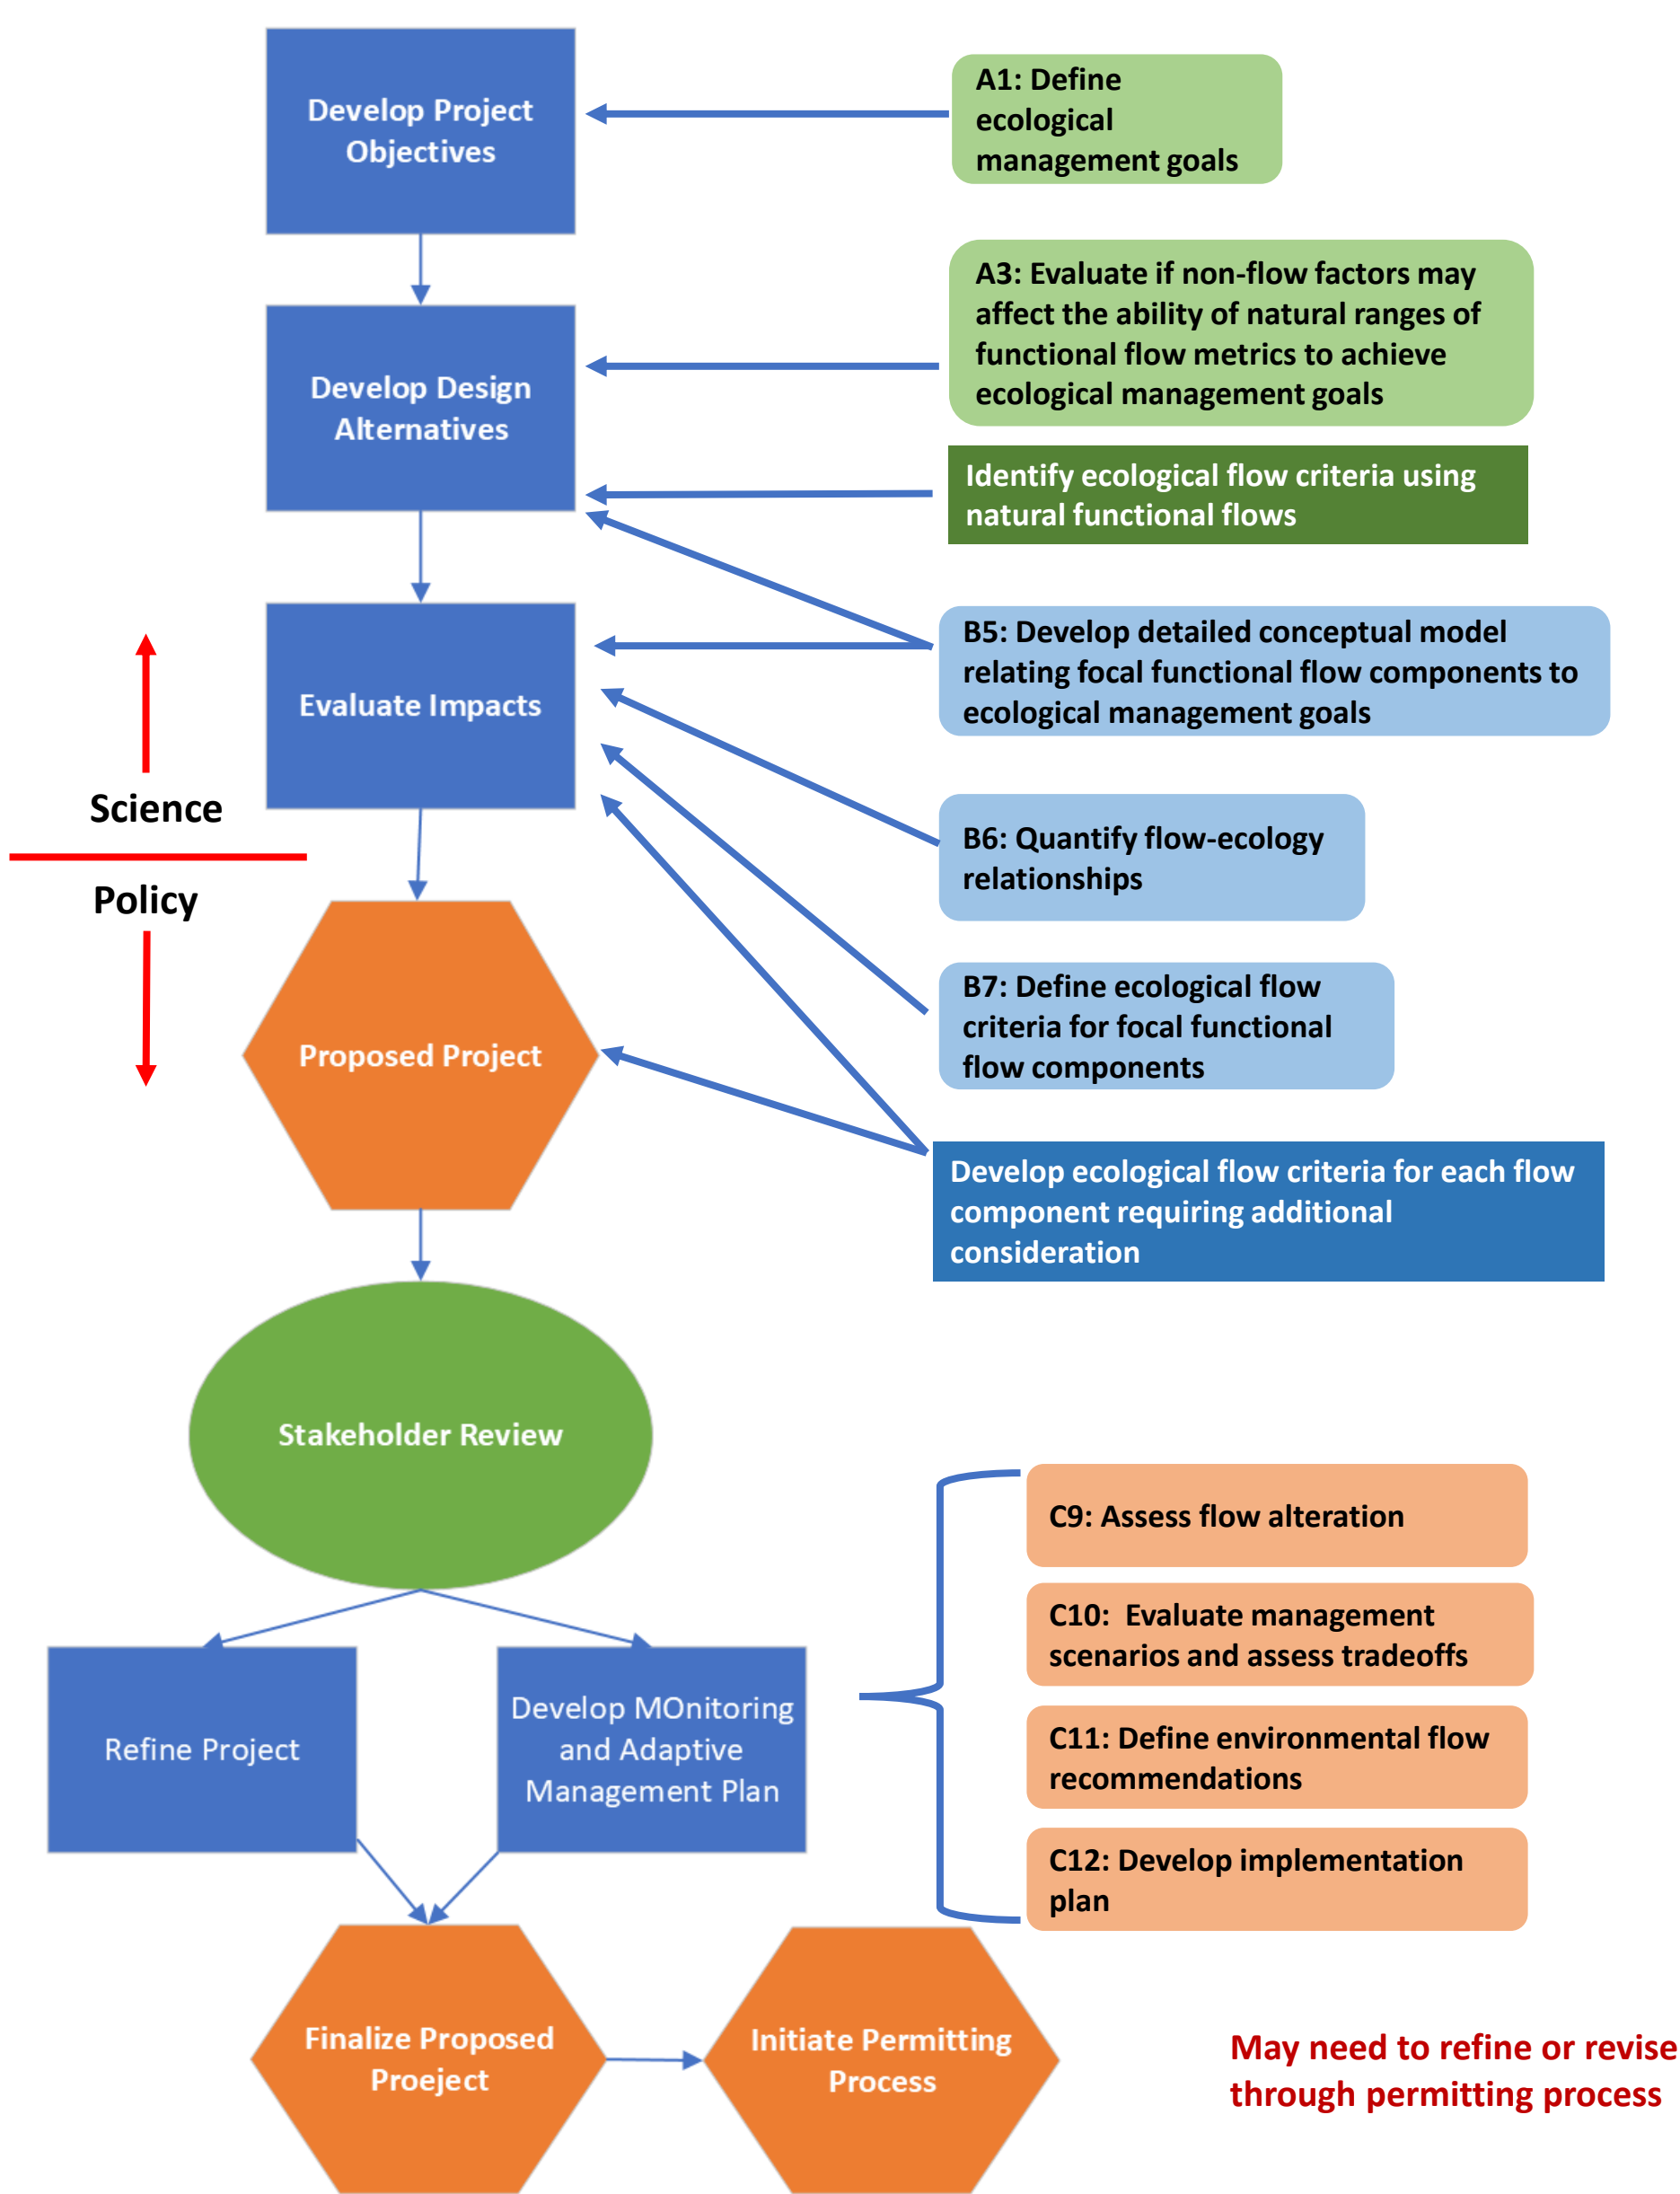 Develop Project
Objectives
A1: Define
ecological
management goals
Develop Design
Alternatives
A3: Evaluate if non-flow factors may
affect the ability of natural ranges of
functional flow metrics to achieve
ecological management goals
Identify ecological flow criteria using
natural functional flows
Evaluate Impacts
B5: Develop detailed conceptual model
relating focal functional flow components to
ecological management goals
Science
Policy
B6: Quantify flow-ecology
relationships
B7: Define ecological flow
criteria for focal functional
flow components
Proposed Project
Develop ecological flow criteria for each flow
component requiring additional
consideration
Stakeholder Review
C9: Assess flow alteration
C10:  Evaluate management
scenarios and assess tradeoffs
C11: Define environmental flow
recommendations
C12: Develop implementation
plan
Refine Project
Develop MOnitoring
and Adaptive
Management Plan
Finalize Proposed
Proeject
Initiate Permitting
Process
May need to refine or revise
through permitting process